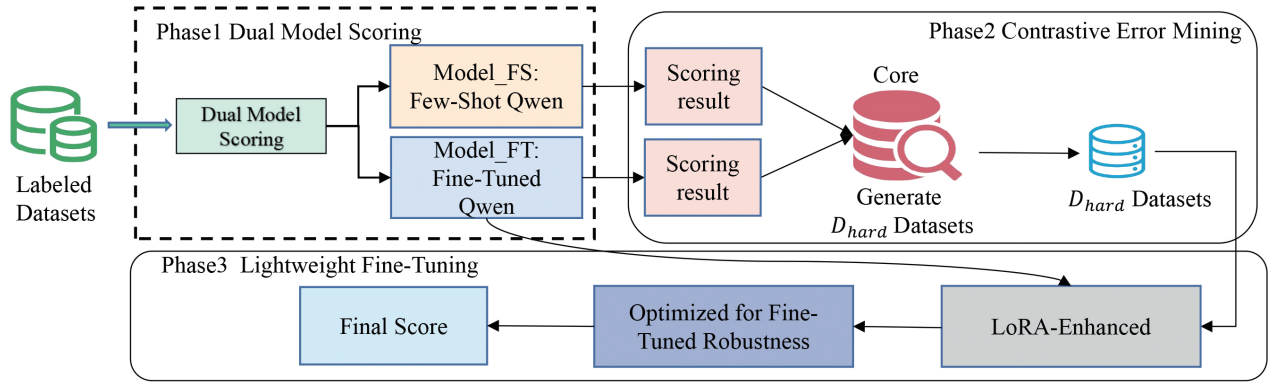 Phase1 Dual Model Scoring
Labeled
Datasets
Dual Model
Scoring
Model_FS:
Few-Shot Qwen
Model_FT:
Fine-Tuned
Qwen
Phase2 Contrastive Error Mining
Scoring
result
Scoring
result
Core
Generate
D_hard Datasets
D_hard Datasets
Phase3 Lightweight Fine-Tuning
Final Score
Optimized for Fine-
Tuned Robustness
LoRA-Enhanced